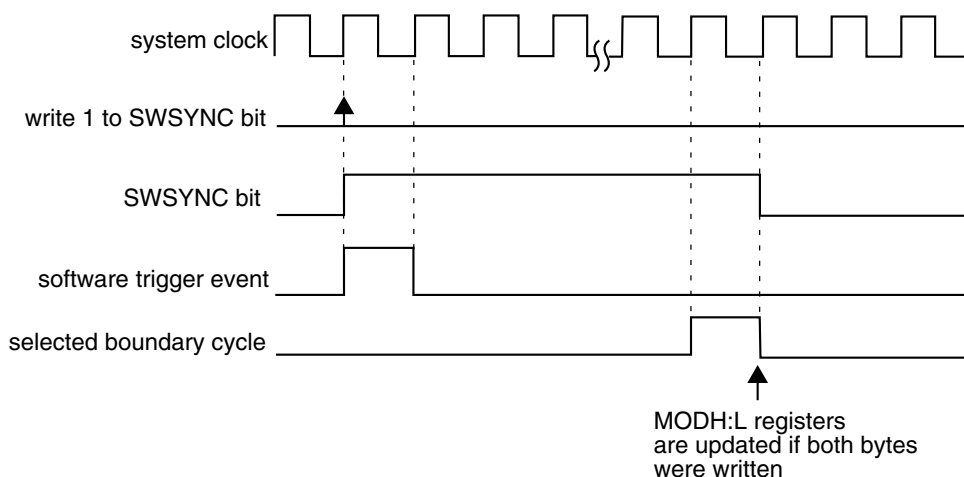 system clock
write 1 to SWSYNC bit
SWSYNC bit
software trigger event
selected boundary cycle
MODH:L registers
are updated if both bytes
were written